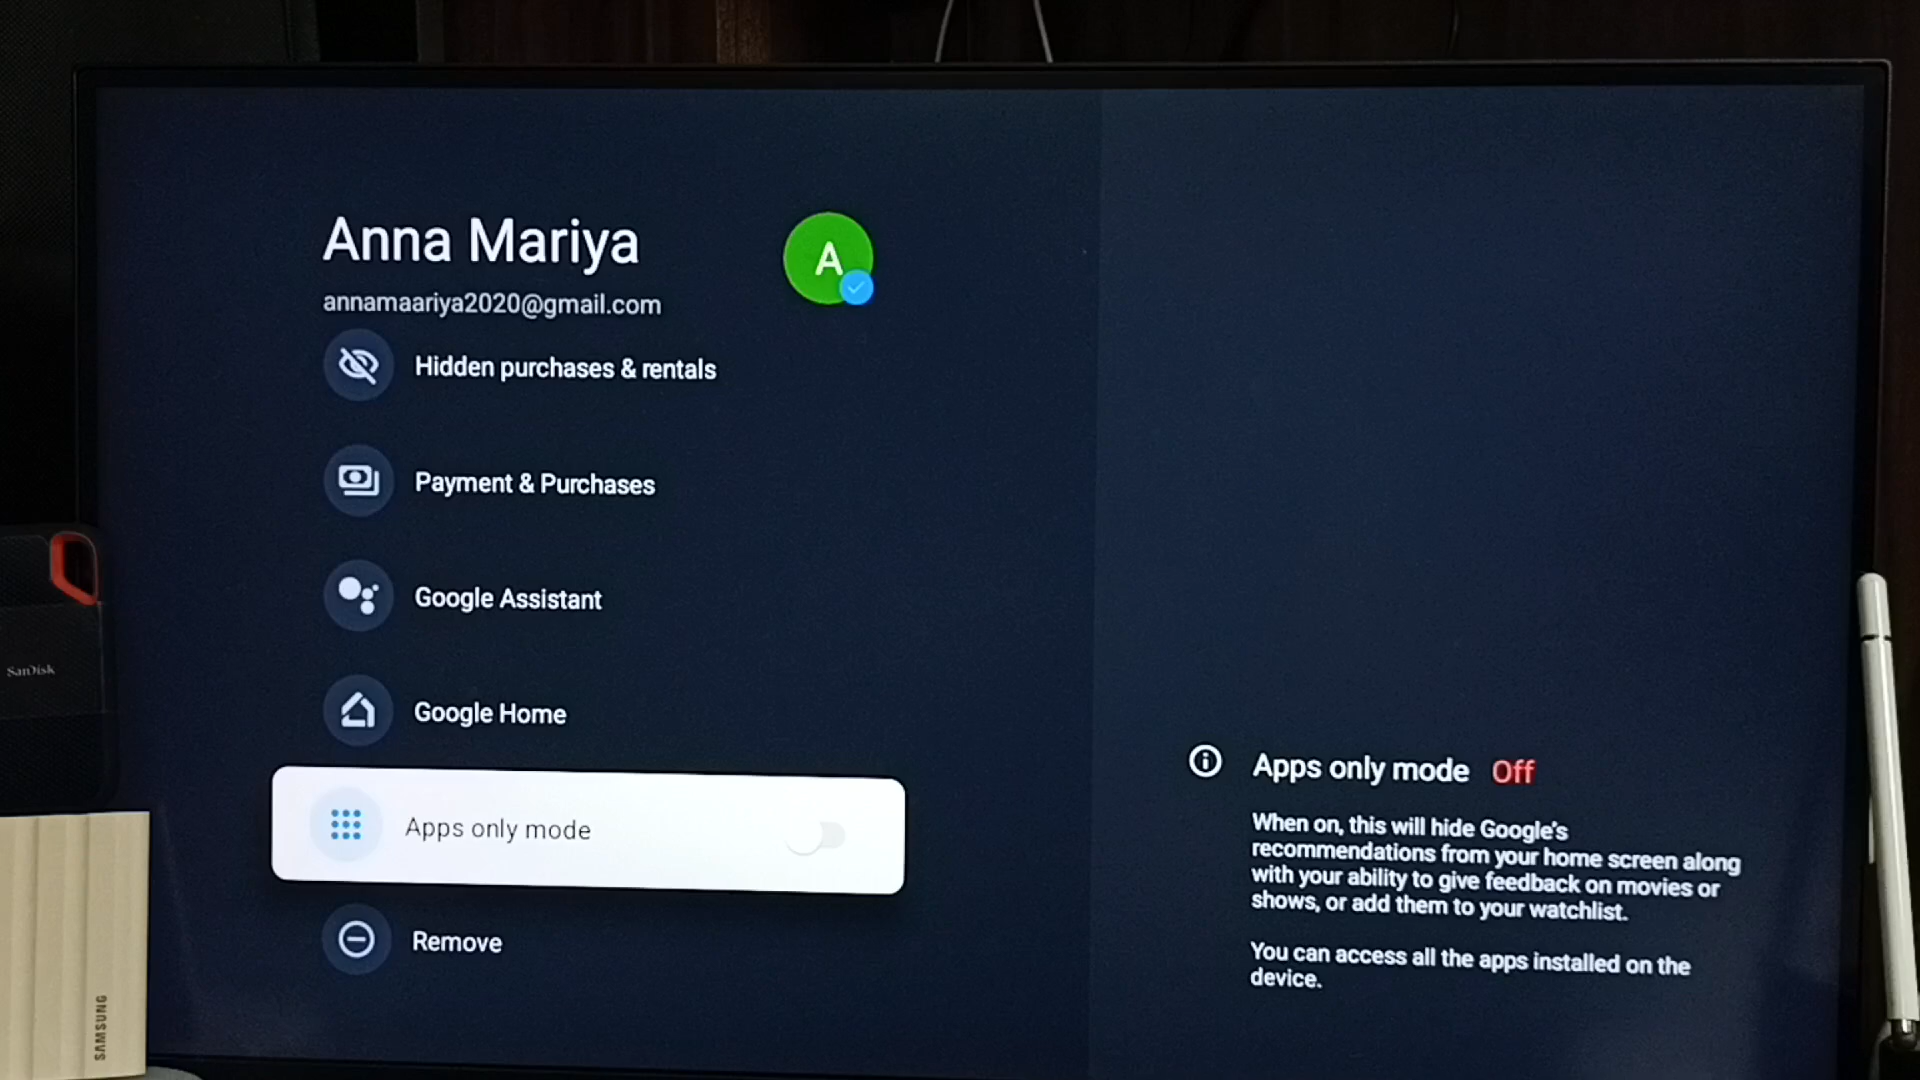 Anna Mariya
A
annamaariya2020@gmail.com
Hidden purchases & rentals
Payment & Purchases
Google Assistant
Google Home
Apps only mode
Remove
Apps only mode Off
When on, this will hide Google's
recommendations from your home screen along
with your ability to give feedback on movies or
shows, or add them to your watchlist.
You can access all the apps installed on the
device.
SanDisk
SAMSUNG